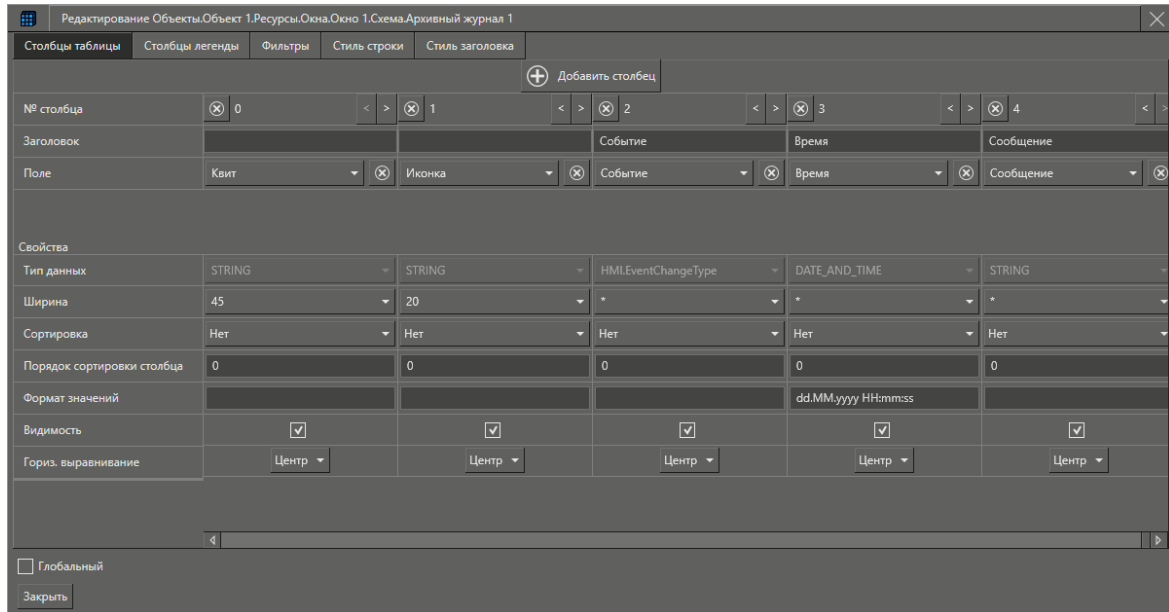 Редактирование Объекты.Объект 1.Ресурсы.Окна.Окно 1.Схема.Архивный журнал 1
Столбцы таблицы Столбцы легенды Фильтры Стиль строки Стиль заголовка
Добавить столбец
№ столбца 0 < > 1 < > 2 < > 3 < > 4 < >
Заголовок Событие Время Сообщение
Поле Квит Иконка Событие Время Сообщение
Свойства
Тип данных STRING STRING HMI.EventChangeType DATE_AND_TIME STRING
Ширина 45 20 * * *
Сортировка Нет Нет Нет Нет Нет
Порядок сортировки столбца 0 0 0 0 0
Формат значений dd.MM.yyyy HH:mm:ss
Видимость
Гориз. выравнивание Центр Центр Центр Центр Центр
Глобальный
Закрыть